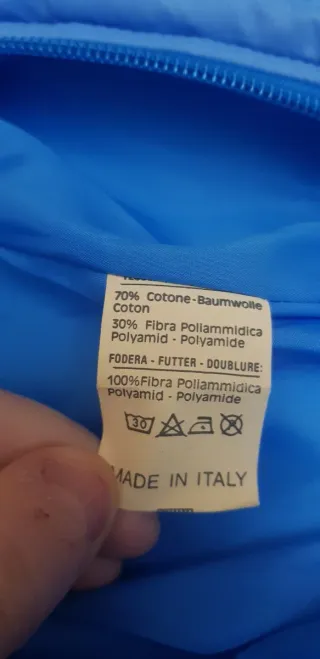 70% Cotone-Baumwolle
Coton
30% Fibra Poliammidica
Polyamid - Polyamide
FODERA - FUTTER - DOUBLURE:
100% Fibra Poliammidica
Polyamid - Polyamide
30
MADE IN ITALY